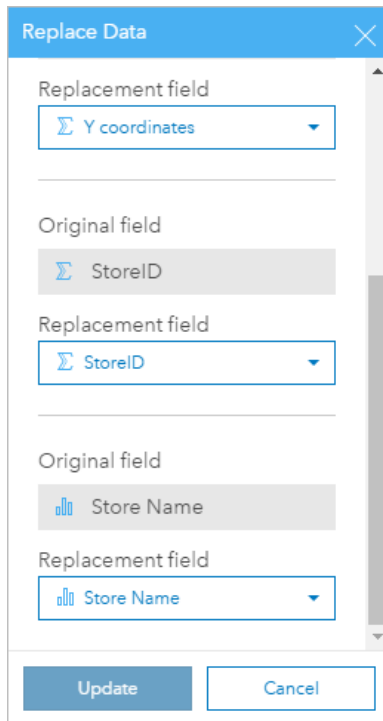 Replace Data
Replacement field
Y coordinates
Original field
StoreID
Replacement field
StoreID
Original field
Store Name
Replacement field
Store Name
Update
Cancel